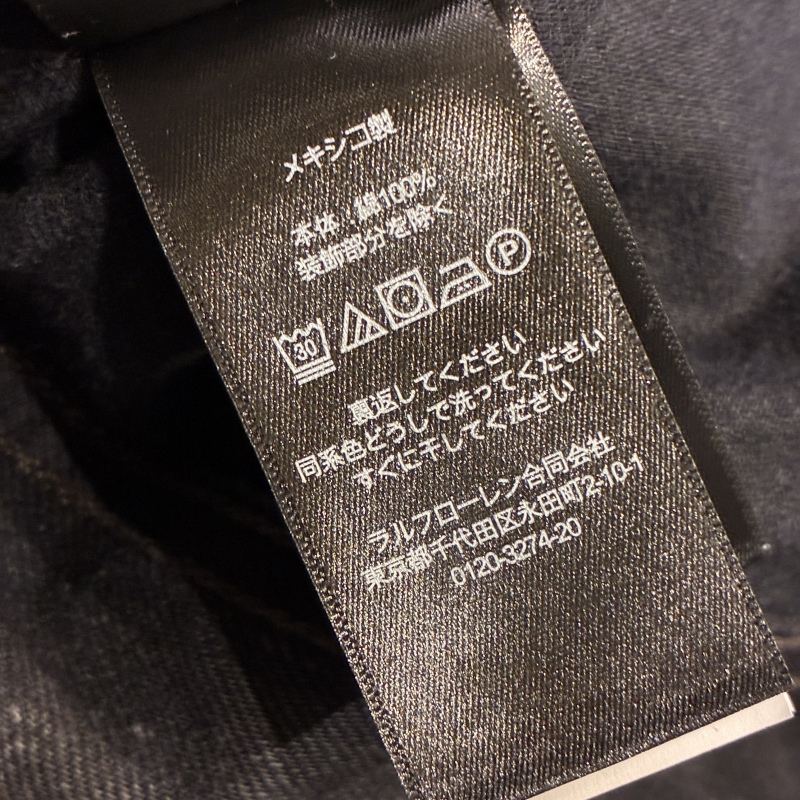 メキシコ製
本体：綿100%
装飾部分を除く
30
P
裏返してください
同系色どうしで洗ってください
すぐに干してください
ラルフローレン合同会社
東京都千代田区永田町2-10-1
0120-3274-20